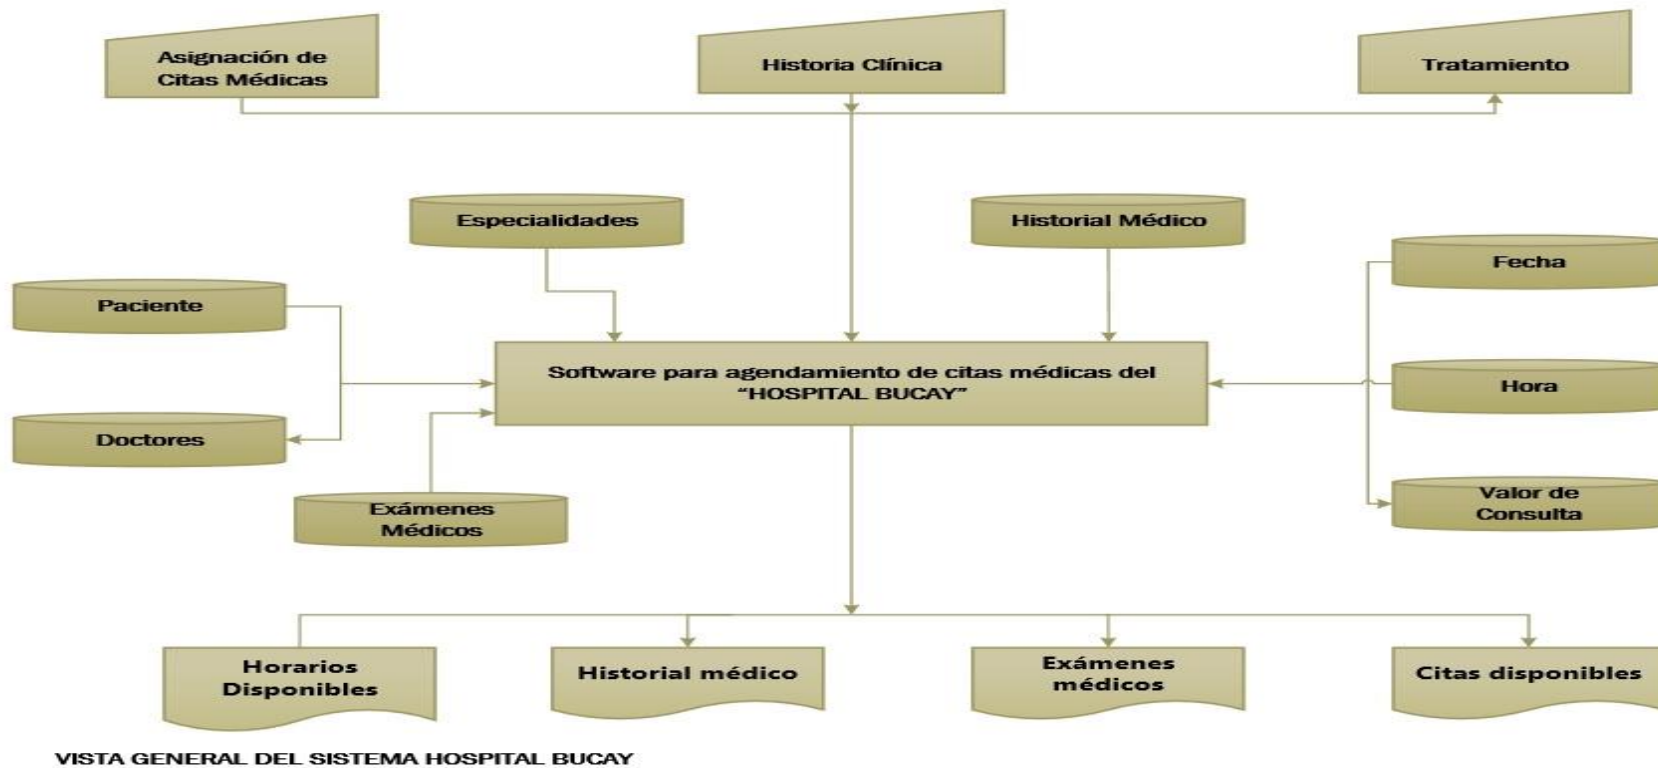 Asignación de
Citas Médicas
Historia Clínica
Tratamiento
Especialidades
Historial Médico
Fecha
Paciente
Software para agendamiento de citas médicas del
“HOSPITAL BUCAY”
Hora
Doctores
Exámenes
Médicos
Valor de
Consulta
Horarios
Disponibles
Historial médico
Exámenes
médicos
Citas disponibles
VISTA GENERAL DEL SISTEMA HOSPITAL BUCAY